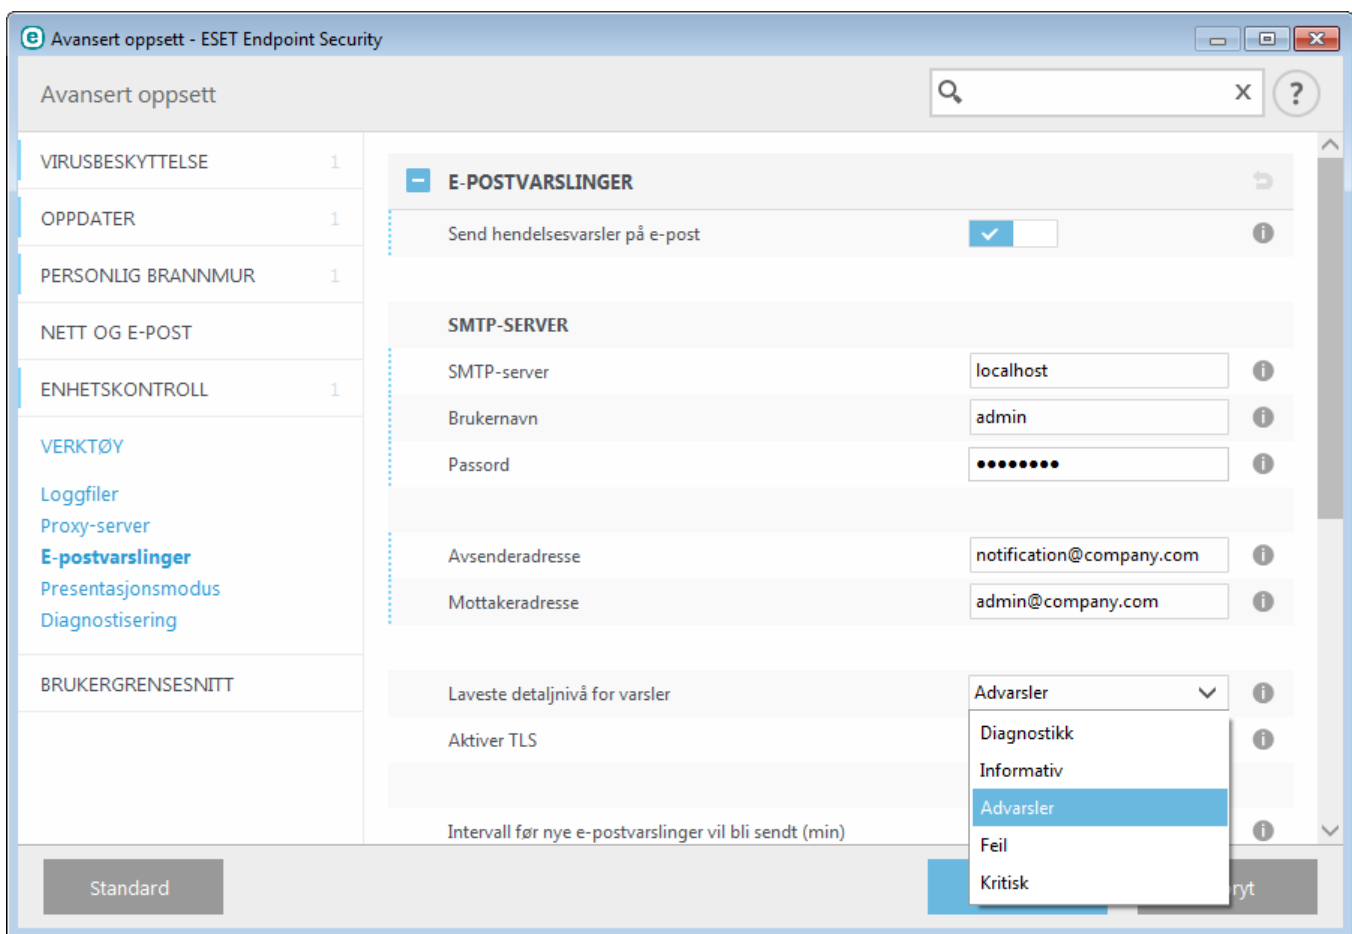 Avansert oppsett - ESET Endpoint Security
Avansert oppsett
VIRUSBESKYTTELSE 1
OPPDATER 1
PERSONLIG BRANNMUR 1
NETT OG E-POST
ENHETSKONTROLL 1
VERKTØY
Loggfiler
Proxy-server
E-postvarslinger
Presentasjonsmodus
Diagnostisering
BRUKERGRENSESNITT
E-POSTVARSLINGER
Send hendelsesvarsler på e-post
SMTP-SERVER
SMTP-server localhost
Brukernavn admin
Passord ●●●●●●●●
Avsenderadresse notification@company.com
Mottakeradresse admin@company.com
Laveste detaljnivå for varsler Advarsler
Aktiver TLS
Diagnostikk
Informativ
Advarsler
Feil
Kritisk
Intervall før nye e-postvarslinger vil bli sendt (min)
Standard